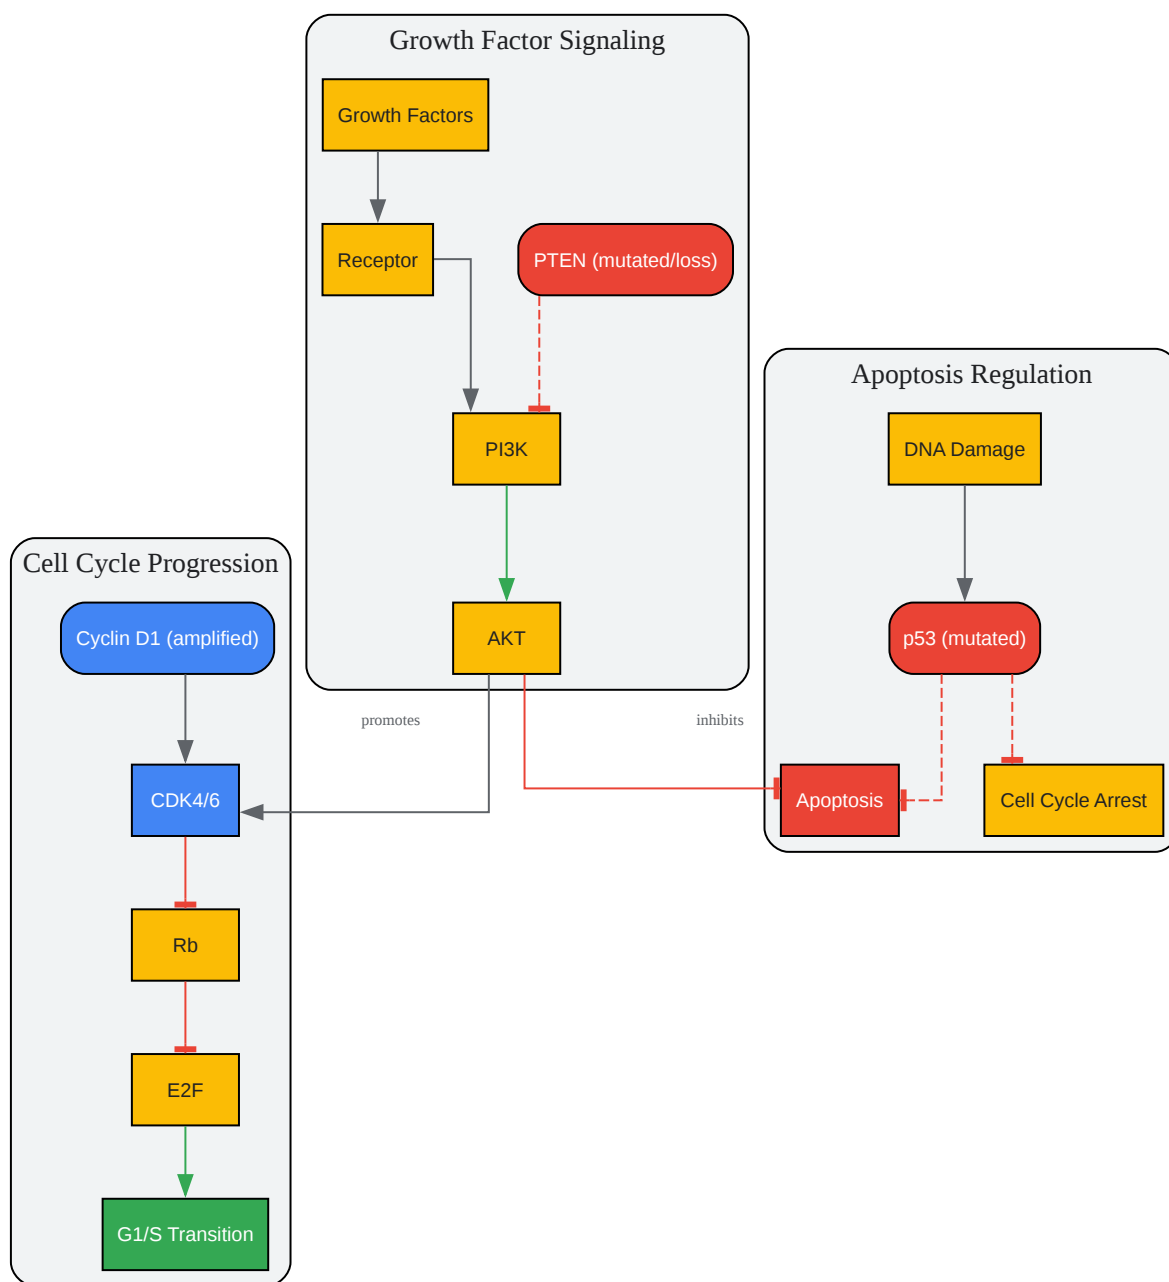 Growth Factor Signaling
Growth Factors
Receptor
PTEN (mutated/loss)
PI3K
AKT
Apoptosis Regulation
DNA Damage
p53 (mutated)
Apoptosis
Cell Cycle Arrest
promotes
inhibits
Cell Cycle Progression
Cyclin D1 (amplified)
CDK4/6
Rb
E2F
G1/S Transition